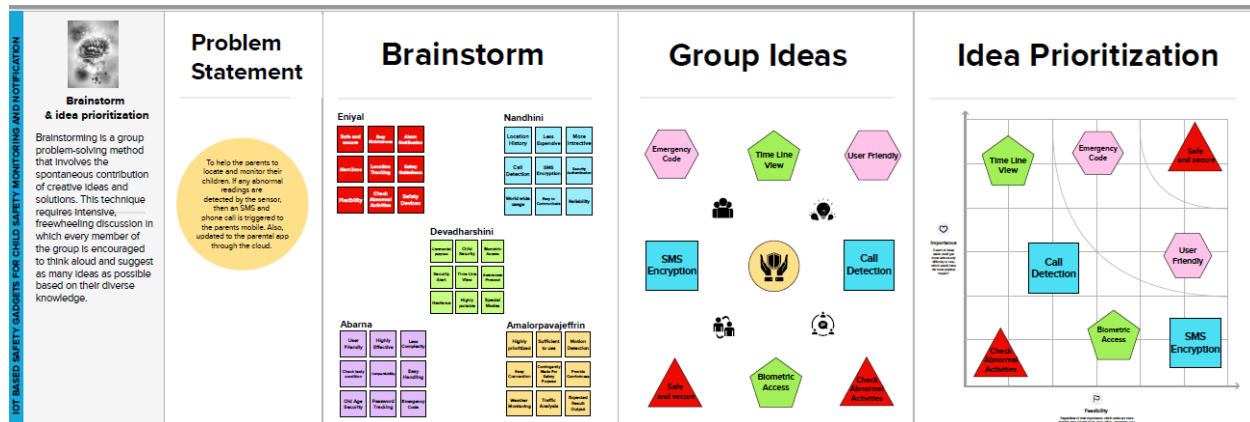 IOT BASED SAFETY GADGETS FOR CHILD SAFETY MONITORING AND NOTIFICATION
Brainstorm
& idea prioritization
Brainstorming is a group
problem-solving method
that involves the
spontaneous contribution
of creative ideas and
solutions. This technique
requires intensive,
freewheeling discussion in
which every member of
the group is encouraged
to think aloud and suggest
as many ideas as possible
based on their diverse
knowledge.
Problem
Statement
To help the parents to
locate and monitor their
children. If any abnormal
readings are
detected by the sensor,
then an SMS and
phone call is triggered to
the parents mobile. Also,
updated to the parental app
through the cloud.
Brainstorm
Eniyal
Safe and
secure
Alarm
Notification
Alert Zone
Location
Tracking
Safety
Guidelines
Flexibility
Check
Abnormal
Activities
Safety
Devices
Nandhini
Location
History
Less
Expensive
More
Intractive
Call
Detection
SMS
Encryption
World wide
usage
Easy to
Communicate
Reliability
Devadharshini
Child
Security
Biometric
Access
Security
Alert
Time Line
View
Resilience
Highly
portable
Special
Modes
Abarna
User
Friendly
Highly
Effective
Less
Complexity
Check body
condition
Easy
Handling
Old Age
Security
Password
Tracking
Emergency
Code
Amalorpavajeffrin
Highly
prioritized
Sufficient
to use
Motion
Detection
Easy
Connection
Weather
Monitoring
Traffic
Analysis
Expected
Result
Output
Group Ideas
Emergency
Code
Time Line
View
User Friendly
SMS
Encryption
Call
Detection
Safe
and secure
Biometric
Access
Check
Abnormal
Activities
Idea Prioritization
Time Line
View
Emergency
Code
Safe
and secure
Importance
Call
Detection
User
Friendly
Check
Abnormal
Activities
Biometric
Access
SMS
Encryption
Feasibility